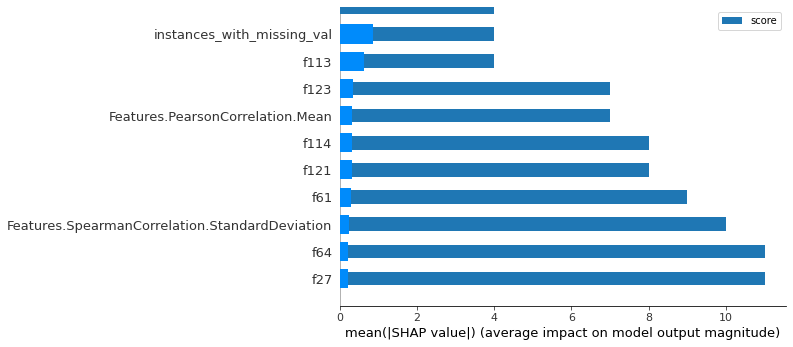 score
instances_with_missing_val
f113
f123
Features.PearsonCorrelation.Mean
f114
f121
f61
Features.SpearmanCorrelation.StandardDeviation
f64
f27
0 2 4 6 8 10
mean(|SHAP value|) (average impact on model output magnitude)